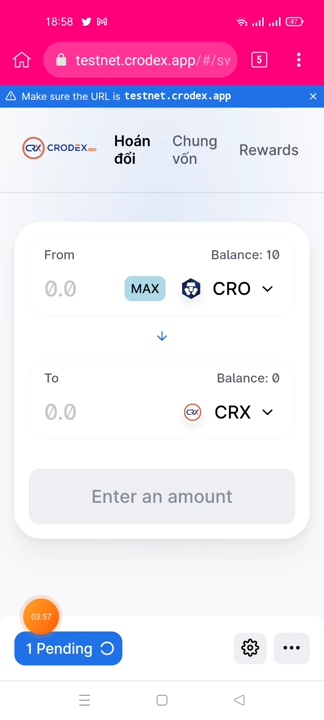 18:58
47
testnet.crodex.app/#/sw
5
Make sure the URL is testnet.crodex.app
CRX CRODEX
Hoán đổi
Chung vốn
Rewards
From
Balance: 10
0.0
MAX
CRO
To
Balance: 0
0.0
CRX
Enter an amount
03:57
1 Pending